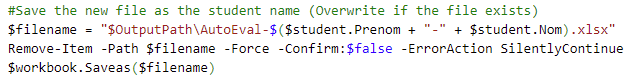 #Save the new file as the student name (Overwrite if the file exists)
$filename = "$OutputPath\AutoEval-$($student.Prenom + "-" + $student.Nom).xlsx"
Remove-Item -Path $filename -Force -Confirm:$false -ErrorAction SilentlyContinue
$workbook.Saveas($filename)